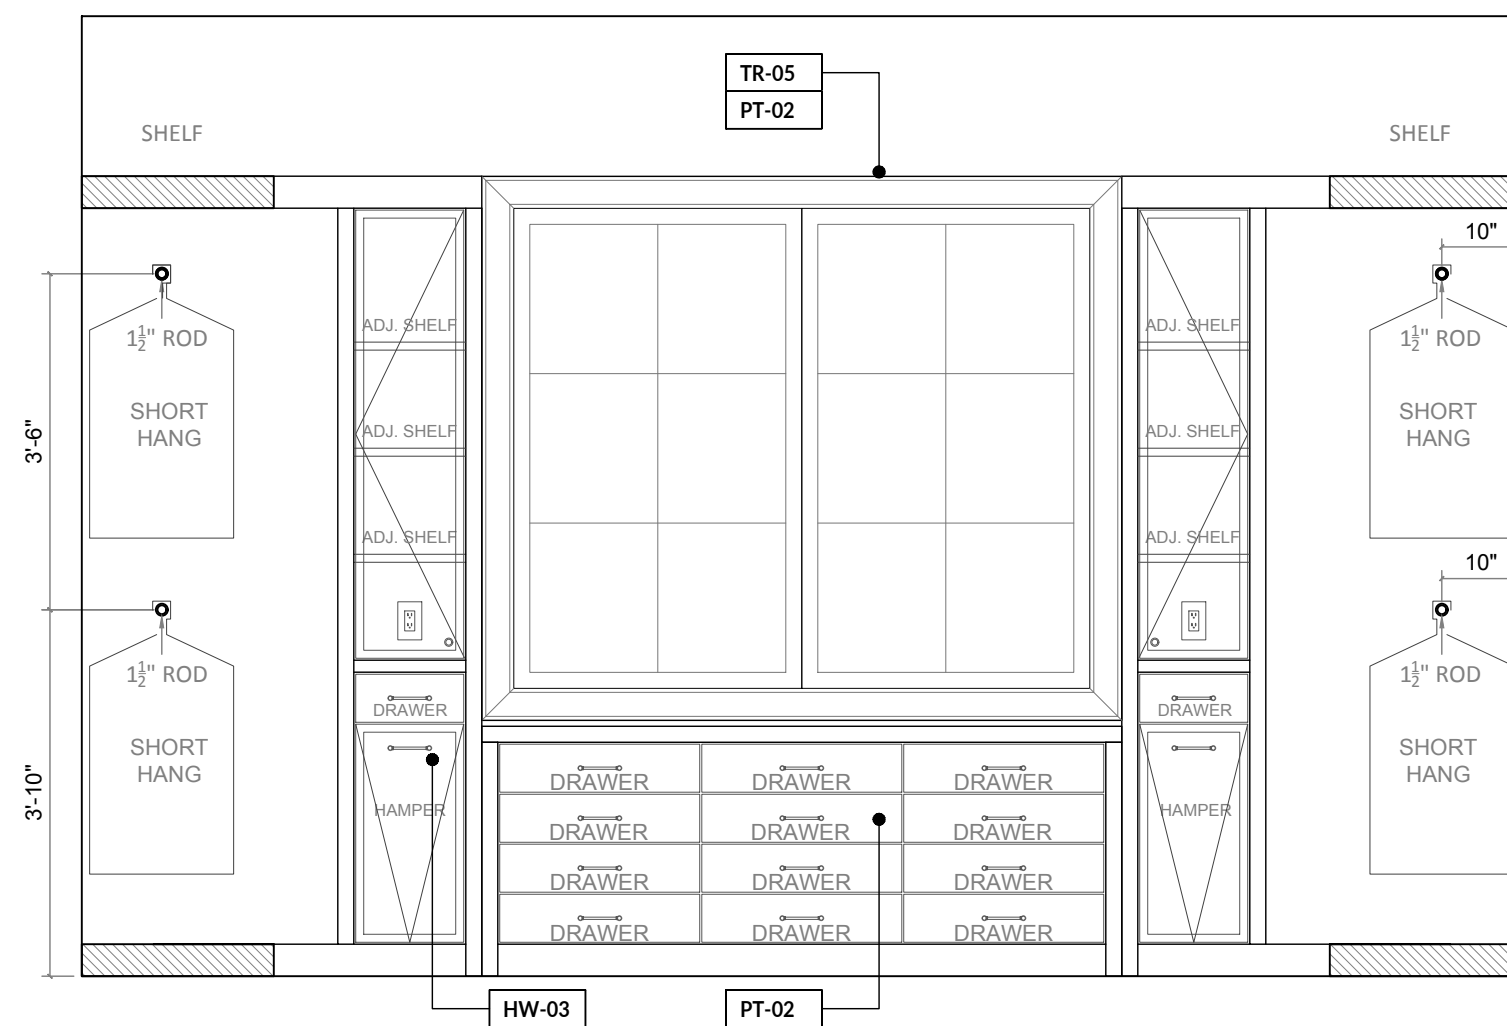 TR-05
PT-02
SHELF
SHELF
10"
1½" ROD
ADJ. SHELF
ADJ. SHELF
1½" ROD
SHORT
HANG
ADJ. SHELF
ADJ. SHELF
SHORT
HANG
3'-6"
ADJ. SHELF
ADJ. SHELF
10"
1½" ROD
1½" ROD
DRAWER
DRAWER
SHORT
HANG
SHORT
HANG
3'-10"
DRAWER
DRAWER
DRAWER
HAMPER
HAMPER
DRAWER
DRAWER
DRAWER
DRAWER
DRAWER
DRAWER
DRAWER
DRAWER
DRAWER
HW-03
PT-02